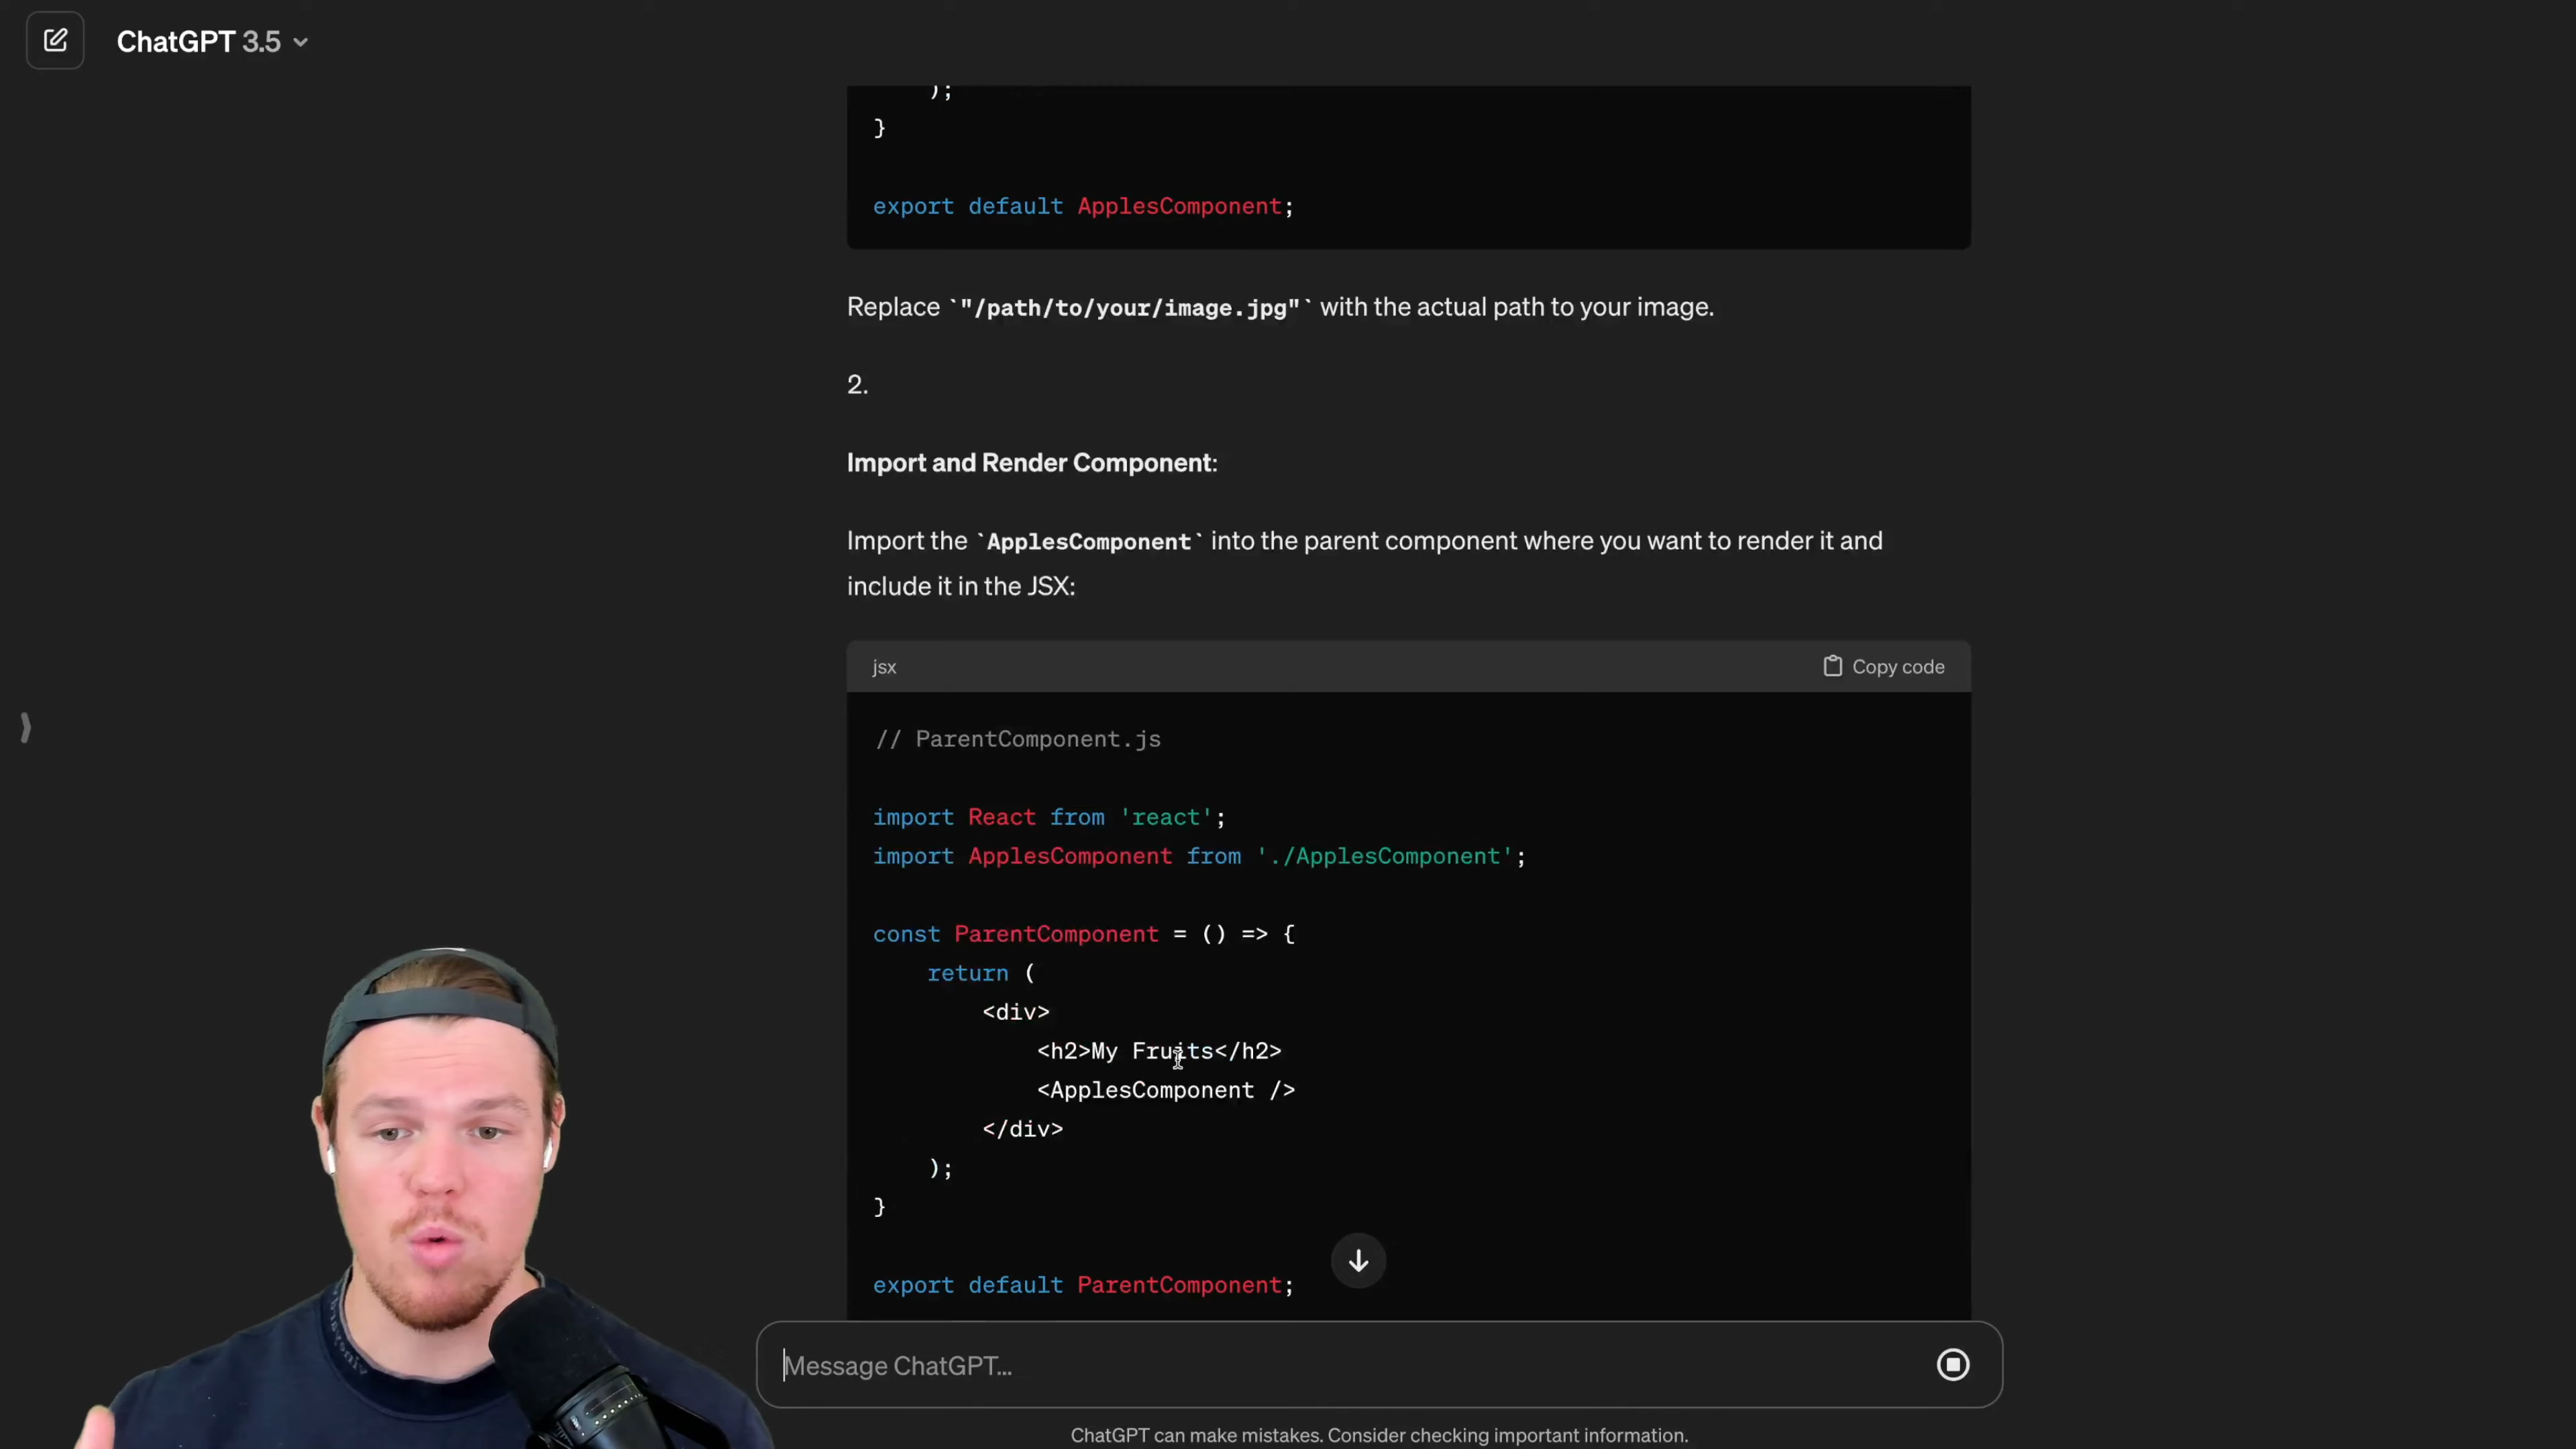 ChatGPT 3.5
);
}
export default ApplesComponent;
Replace `"/path/to/your/image.jpg"` with the actual path to your image.
2.
Import and Render Component:
Import the `ApplesComponent` into the parent component where you want to render it and
include it in the JSX:
jsx
Copy code
// ParentComponent.js
import React from 'react';
import ApplesComponent from './ApplesComponent';
const ParentComponent = () => {
return (
<div>
<h2>My Fruits</h2>
<ApplesComponent />
</div>
);
}
export default ParentComponent;
Message ChatGPT...
ChatGPT can make mistakes. Consider checking important information.